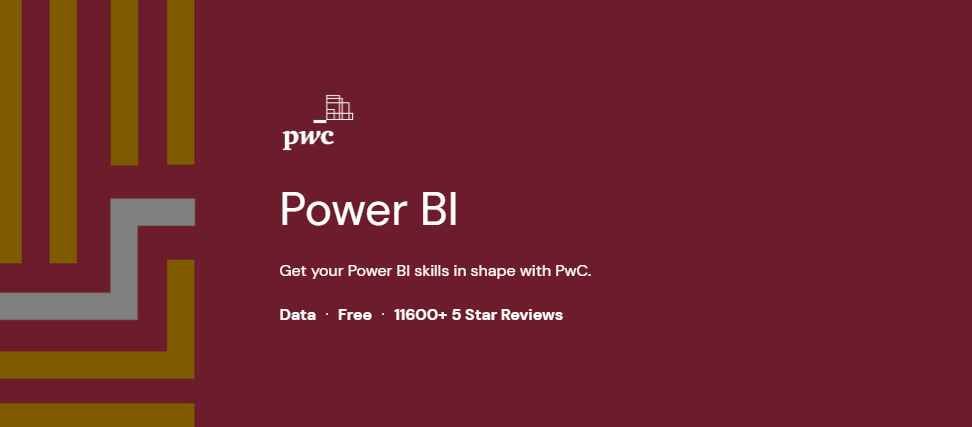 pwc
Power BI
Get your Power BI skills in shape with PwC.
Data · Free · 11600+ 5 Star Reviews